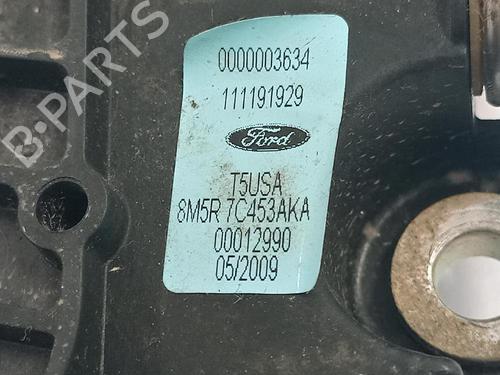 B-PARTS
0000003634
111191929
Ford
T5USA
8M5R 7C453AKA
00012990
05/2009